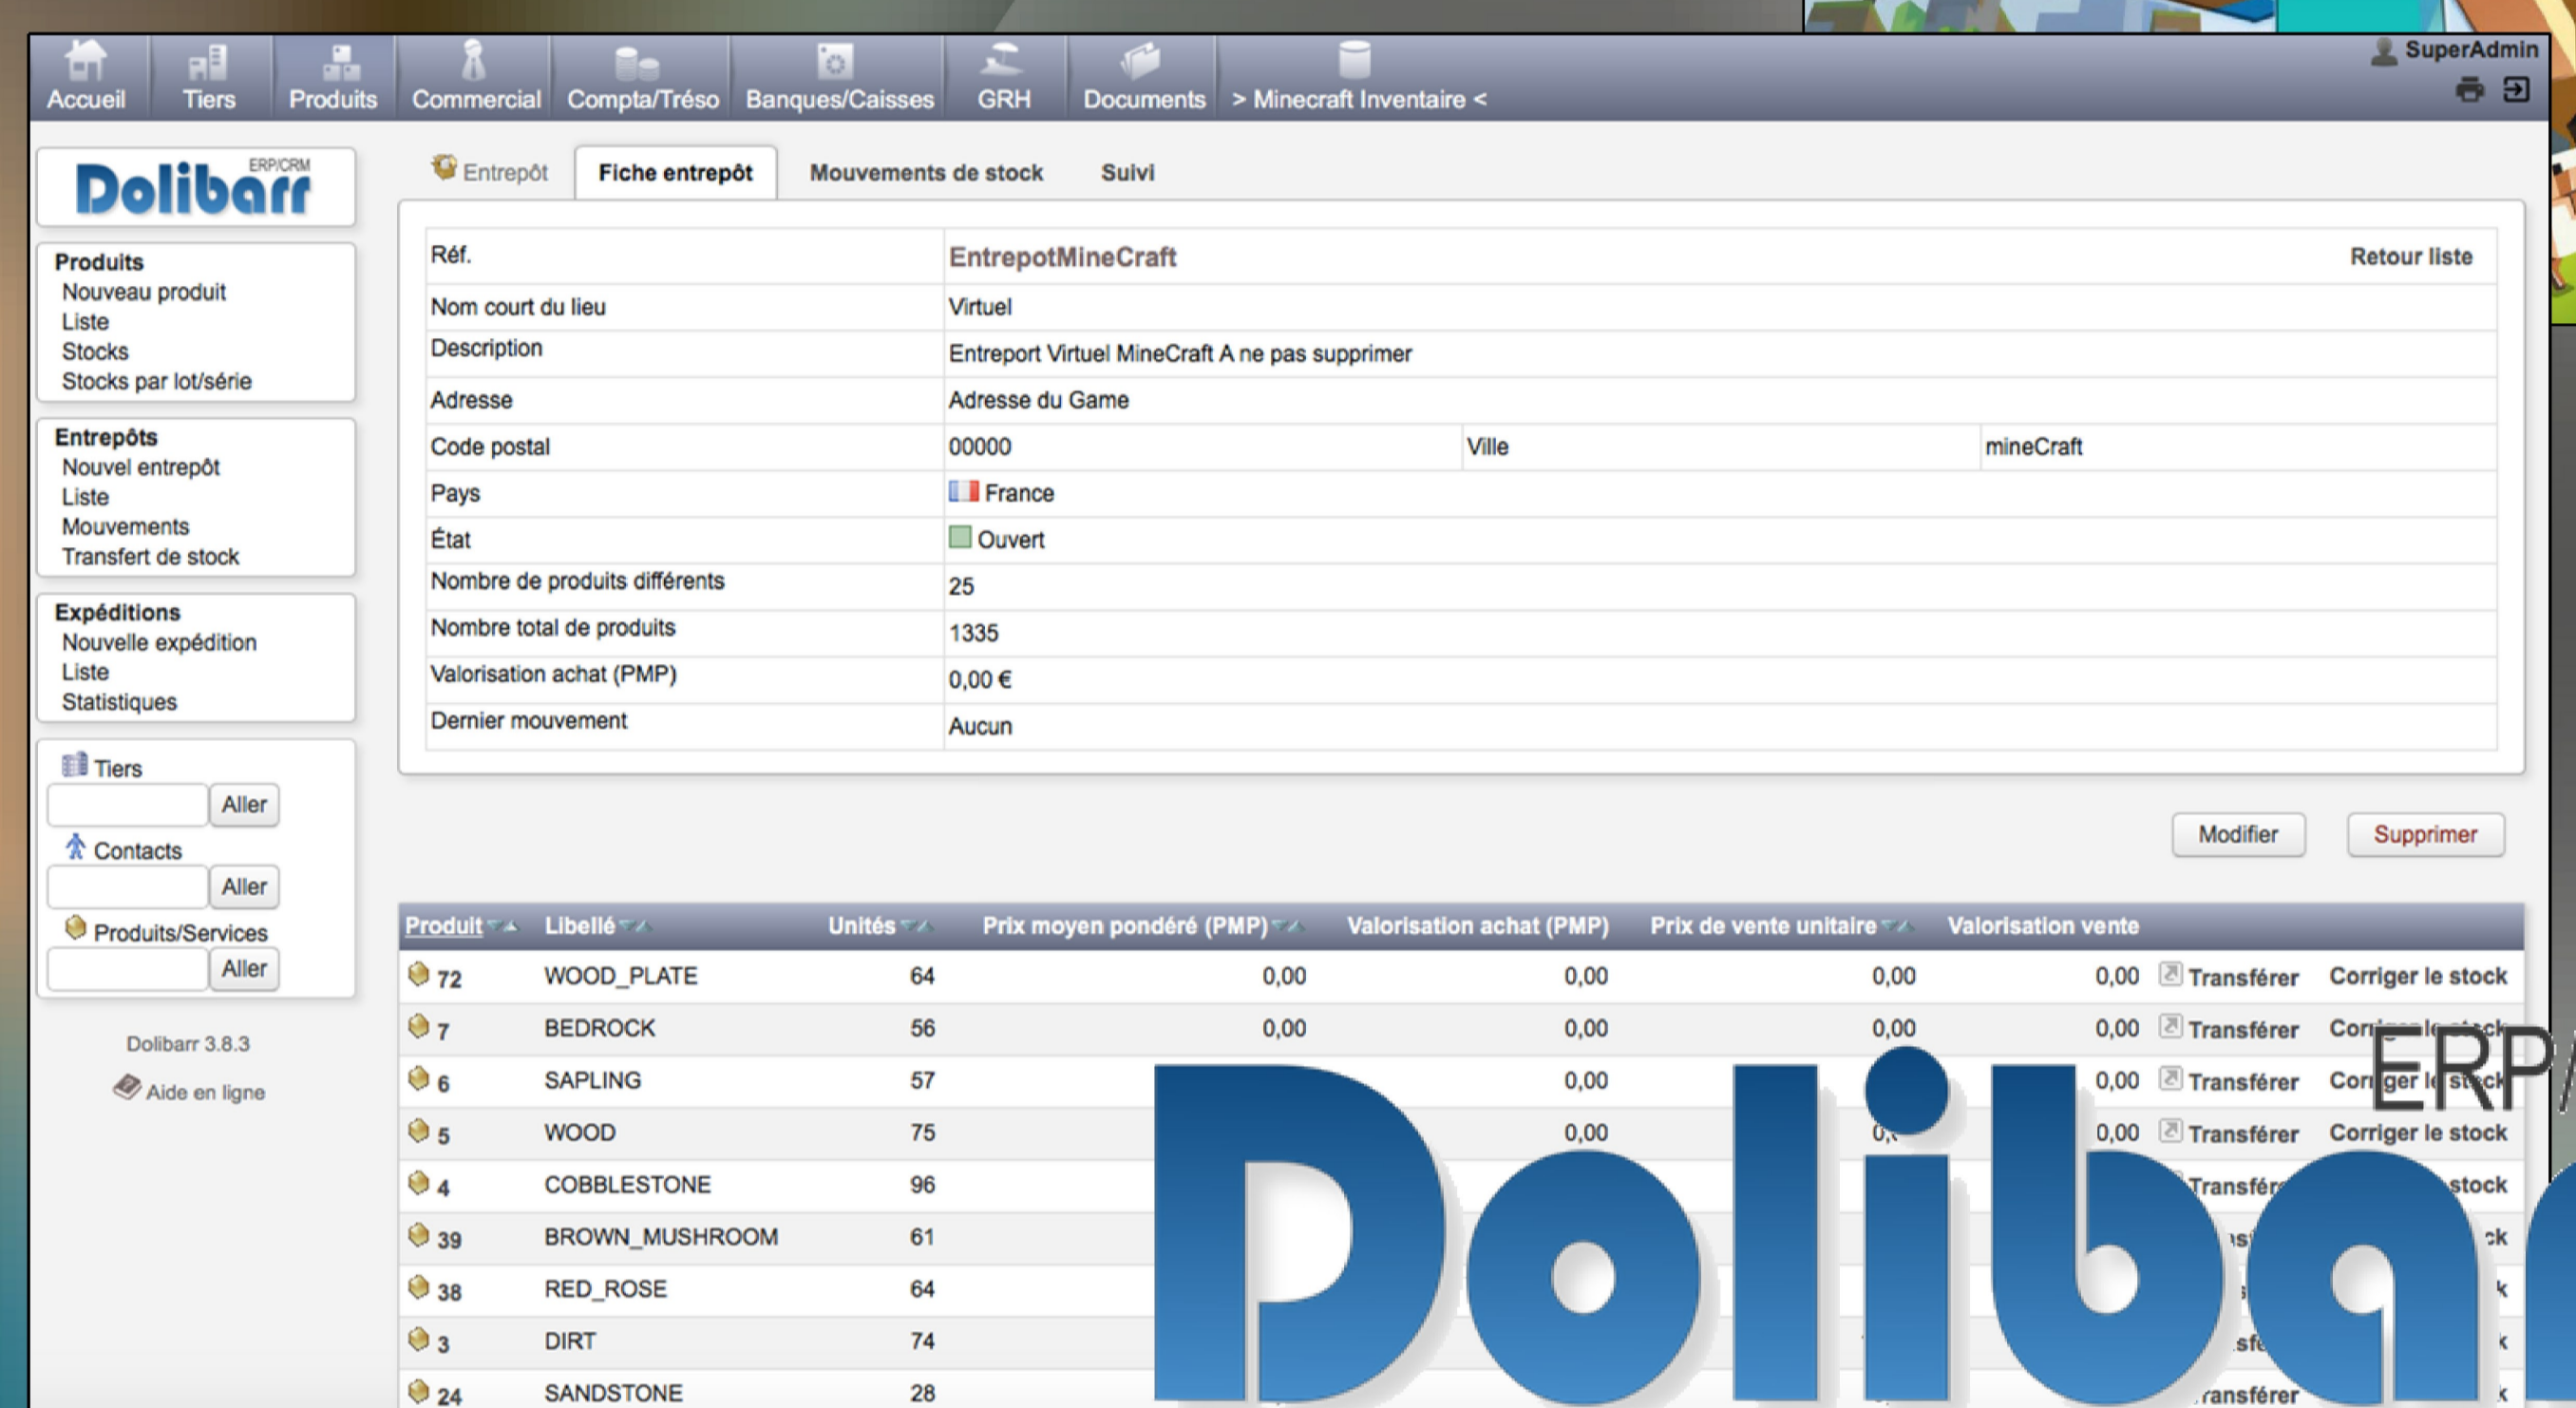 Accueil Tiers Produits Commercial Compta/Tréso Banques/Caisses GRH Documents > Minecraft Inventaire <
SuperAdmin
Dolibarr ERP/CRM
Produits
Nouveau produit
Liste
Stocks
Stocks par lot/série
Entrepôts
Nouvel entrepôt
Liste
Mouvements
Transfert de stock
Expéditions
Nouvelle expédition
Liste
Statistiques
Tiers
Aller
Contacts
Aller
Produits/Services
Aller
Dolibarr 3.8.3
Aide en ligne
Entrepôt Fiche entrepôt Mouvements de stock Suivi
Réf. EntrepotMineCraft Retour liste
Nom court du lieu Virtuel
Description Entreport Virtuel MineCraft A ne pas supprimer
Adresse Adresse du Game
Code postal 00000 Ville mineCraft
Pays France
État Ouvert
Nombre de produits différents 25
Nombre total de produits 1335
Valorisation achat (PMP) 0,00 €
Dernier mouvement Aucun
Modifier Supprimer
Produit Libellé Unités Prix moyen pondéré (PMP) Valorisation achat (PMP) Prix de vente unitaire Valorisation vente
72 WOOD_PLATE 64 0,00 0,00 0,00 0,00 Transférer Corriger le stock
7 BEDROCK 56 0,00 0,00 0,00 0,00 Transférer Corriger le stock
6 SAPLING 57 0,00 0,00 Transférer Corriger le stock
5 WOOD 75 0,00 0,00 Transférer Corriger le stock
4 COBBLESTONE 96 stock
39 BROWN_MUSHROOM 61
38 RED_ROSE 64
3 DIRT 74
24 SANDSTONE 28
ERP/
Doliba